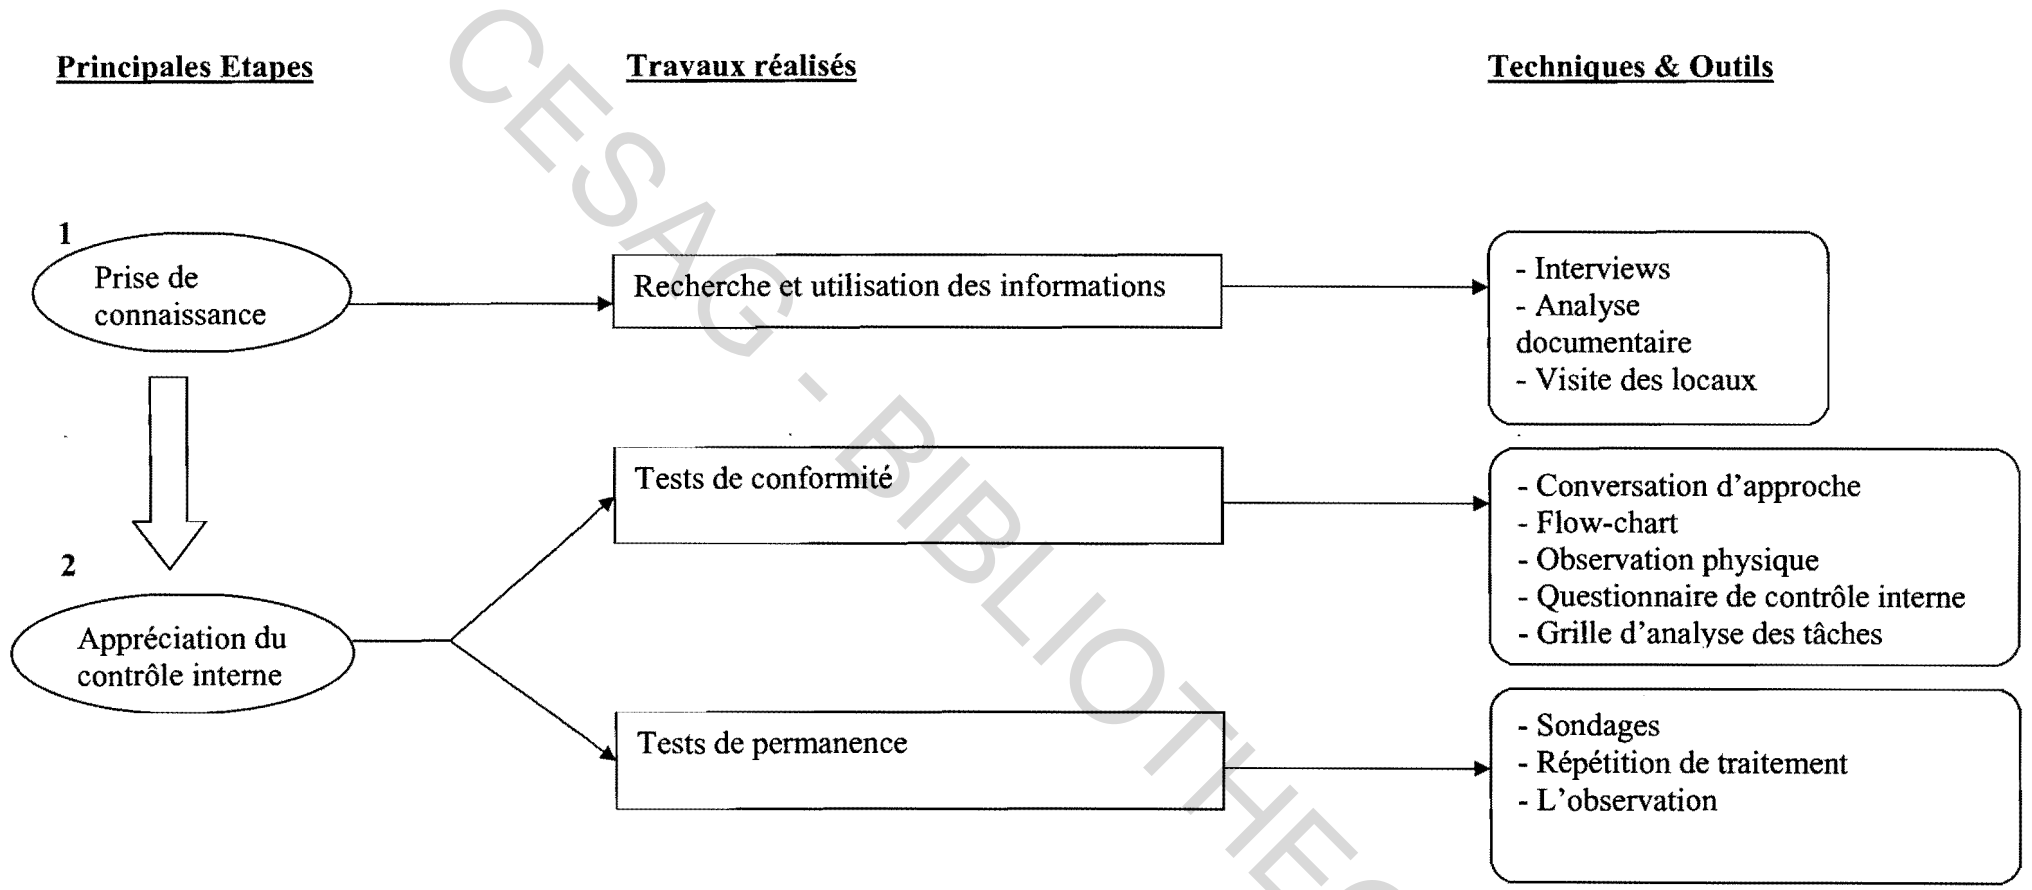 Principales Etapes
Travaux réalisés
Techniques & Outils
1
Prise de
connaissance
Recherche et utilisation des informations
- Interviews
- Analyse
documentaire
- Visite des locaux
2
Appréciation du
contrôle interne
Tests de conformité
- Conversation d'approche
- Flow-chart
- Observation physique
- Questionnaire de contrôle interne
- Grille d'analyse des tâches
Tests de permanence
- Sondages
- Répétition de traitement
- L'observation
CESAG - BIBLIOTHEQ